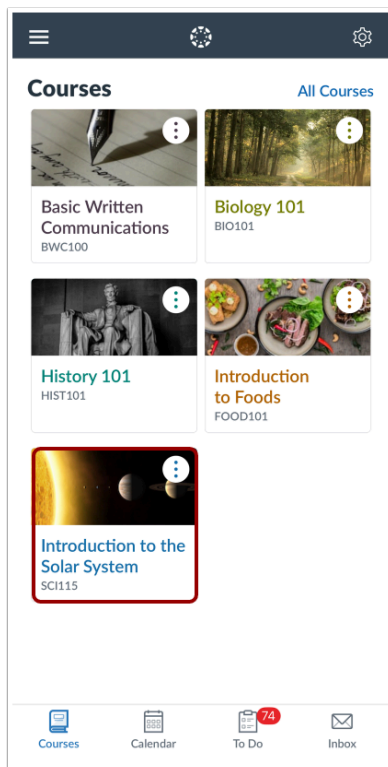 Courses
All Courses
Basic Written
Communications
BWC100
Biology 101
BIO101
History 101
HIST101
Introduction
to Foods
FOOD101
Introduction to the
Solar System
SCI115
74
Courses
Calendar
To Do
Inbox